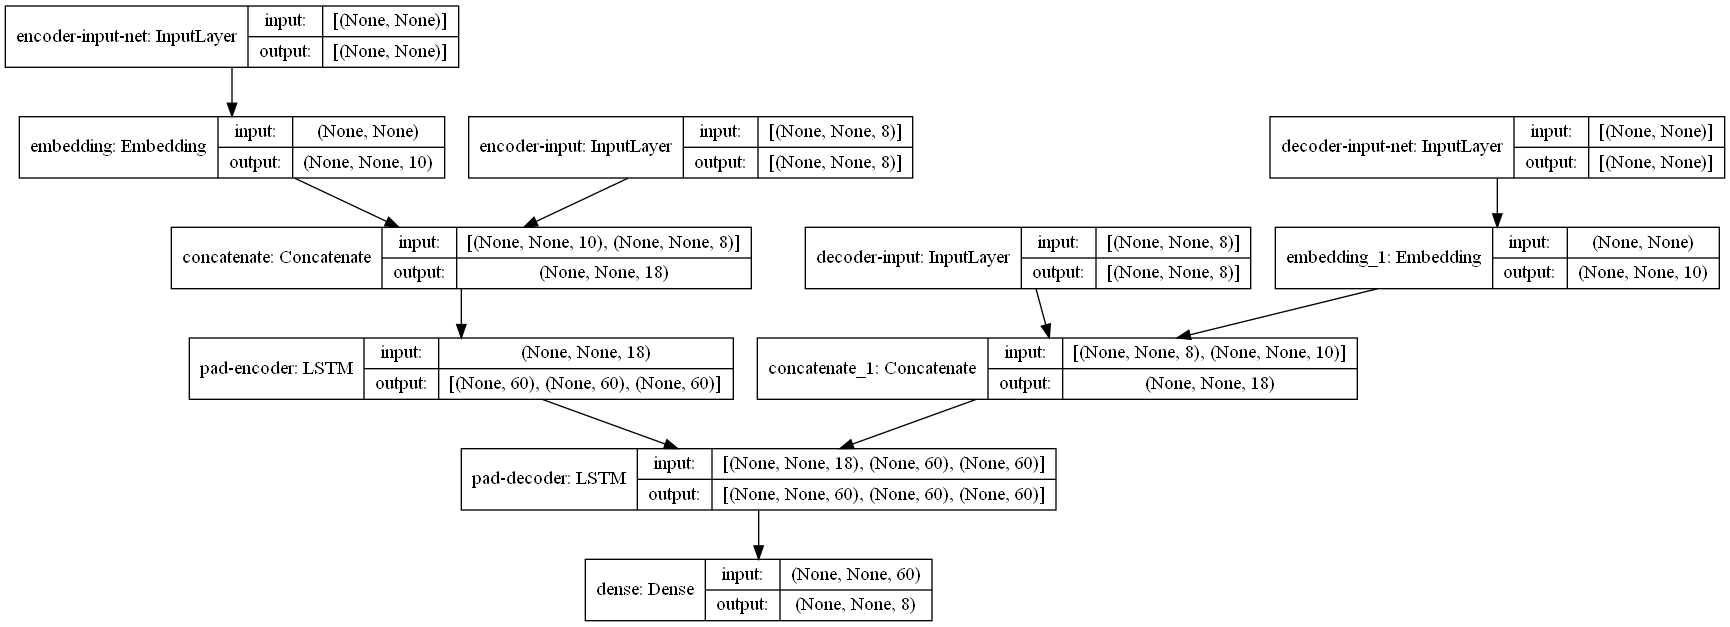 encoder-input-net: InputLayer
input: [(None, None)]
output: [(None, None)]
embedding: Embedding
input: (None, None)
output: (None, None, 10)
encoder-input: InputLayer
input: [(None, None, 8)]
output: [(None, None, 8)]
decoder-input-net: InputLayer
input: [(None, None)]
output: [(None, None)]
concatenate: Concatenate
input: [(None, None, 10), (None, None, 8)]
output: (None, None, 18)
decoder-input: InputLayer
input: [(None, None, 8)]
output: [(None, None, 8)]
embedding_1: Embedding
input: (None, None)
output: (None, None, 10)
pad-encoder: LSTM
input: (None, None, 18)
output: [(None, 60), (None, 60), (None, 60)]
concatenate_1: Concatenate
input: [(None, None, 8), (None, None, 10)]
output: (None, None, 18)
pad-decoder: LSTM
input: [(None, None, 18), (None, 60), (None, 60)]
output: [(None, None, 60), (None, 60), (None, 60)]
dense: Dense
input: (None, None, 60)
output: (None, None, 8)